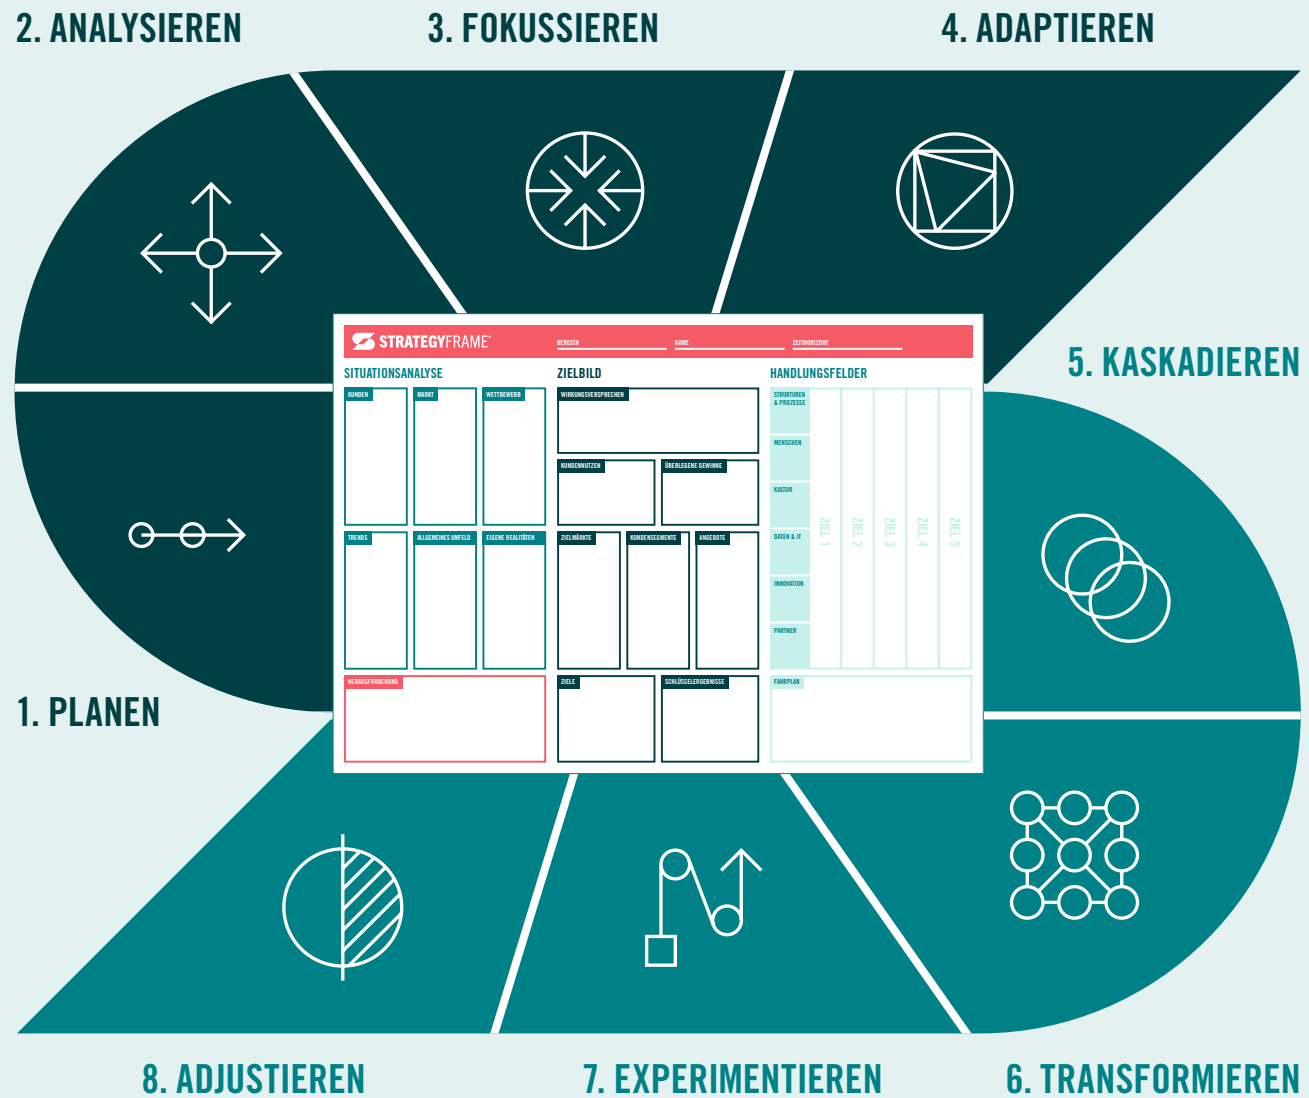 2. ANALYSIEREN
3. FOKUSSIEREN
4. ADAPTIEREN
STRATEGYFRAME
BEREICH
NAME
ZEITHORIZONT
5. KASKADIEREN
SITUATIONSANALYSE
KUNDEN
MARKT
WETTBEWERB
TRENDS
ALLGEMEINES UMFELD
EIGENE REALITÄTEN
HERAUSFORDERUNG
ZIELBILD
WIRKUNGSVERSPRECHEN
KUNDENNUTZEN
ÜBERLEGENE GEWINNE
ZIELMÄRKTE
KUNDENSEGMENTE
ANGEBOTE
ZIELE
SCHLÜSSELERGEBNISSE
HANDLUNGSFELDER
STRUKTUREN
& PROZESSE
MENSCHEN
KULTUR
DATEN & IT
INNOVATION
PARTNER
ZIEL 1
ZIEL 2
ZIEL 3
ZIEL 4
ZIEL 5
FAHRPLAN
1. PLANEN
8. ADJUSTIEREN
7. EXPERIMENTIEREN
6. TRANSFORMIEREN